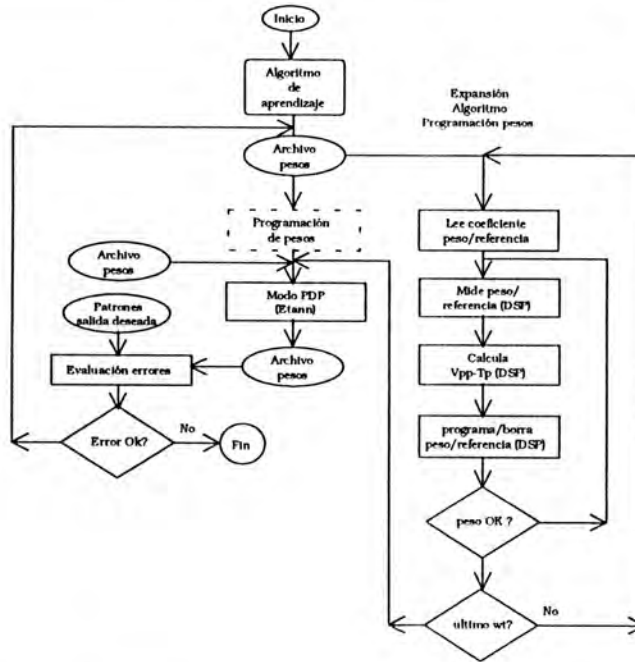 Inicio
Algoritmo
de
aprendizaje
Expansión
Algoritmo
Programación pesos
Archivo
pesos
Programación
de pesos
Lee coeficiente
peso/referencia
Archivo
pesos
Modo PDP
(Etann)
Mide peso/
referencia (DSP)
Patrones
salida deseada
Evaluación errores
Archivo
pesos
Calcula
Vpp-Tp (DSP)
Error Ok?
No
Fin
programa/borra
peso/referencia (DSP)
peso OK ?
ultimo wt?
No